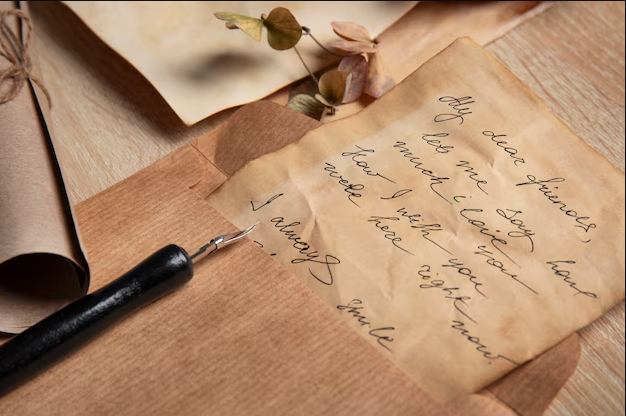 My dear friends,
let me say how
much i love you
How I wish you
were here right now.
I always smile